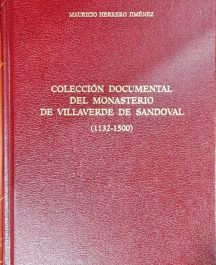 MAURICIO HERRERO JIMÉNEZ
COLECCIÓN DOCUMENTAL
DEL MONASTERIO
DE VILLAVERDE DE SANDOVAL
(1132-1500)